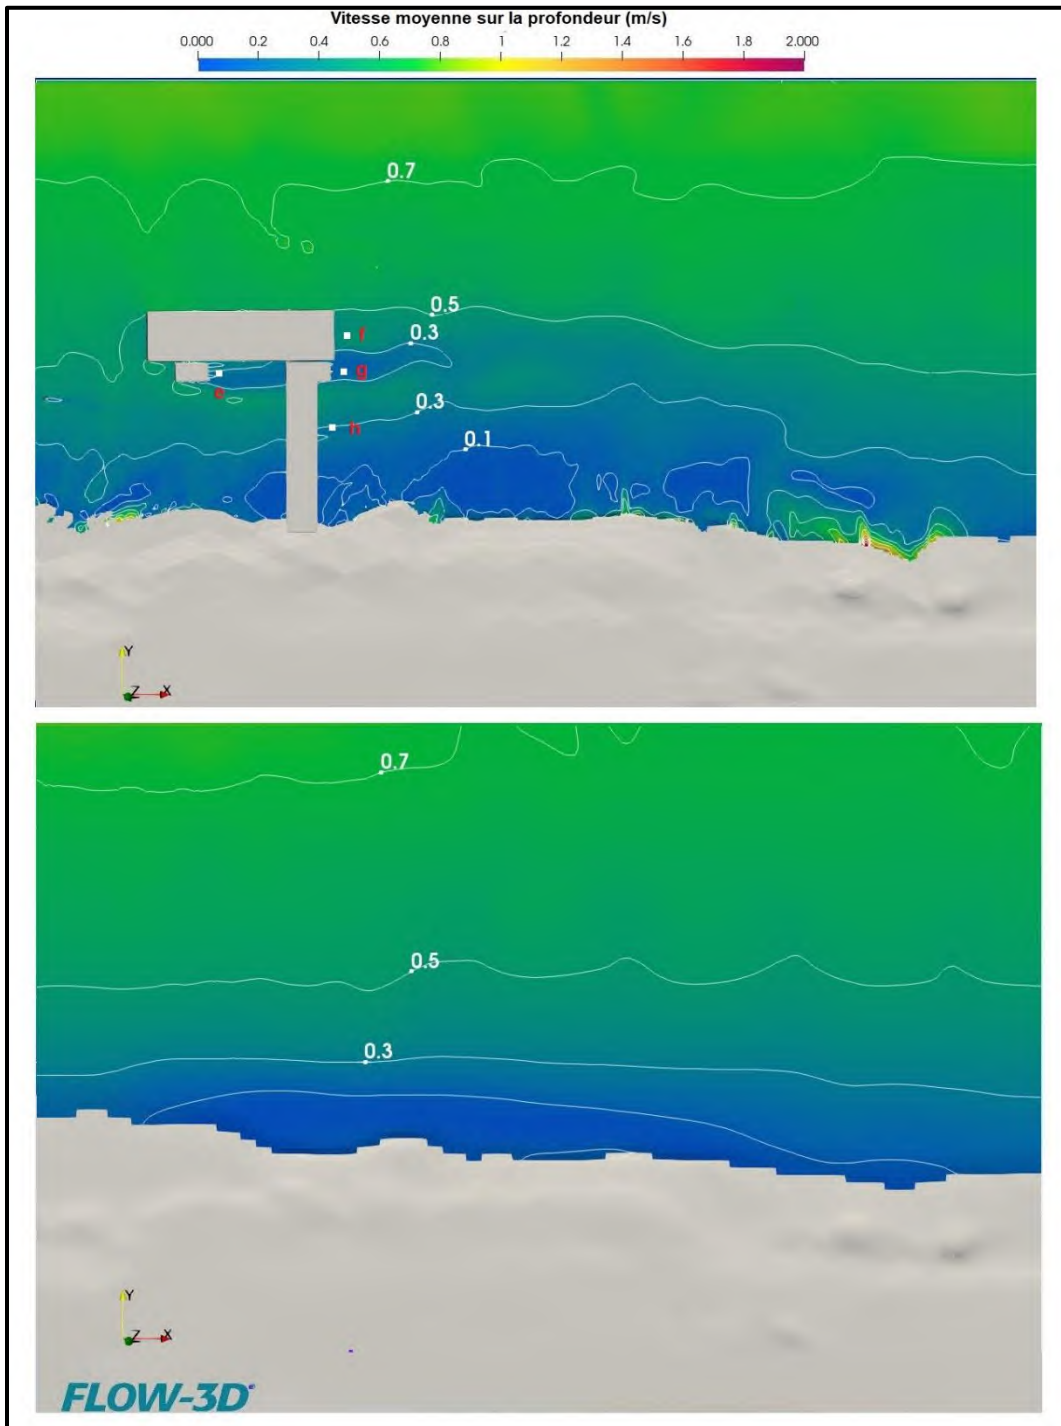 Vitesse moyenne sur la profondeur (m/s)
0.000 0.2 0.4 0.6 0.8 1 1.2 1.4 1.6 1.8 2.000
0.7
0.5
f
0.3
g
e
0.3
h
0.1
Y
Z X
0.7
0.5
0.3
Y
Z X
FLOW-3D